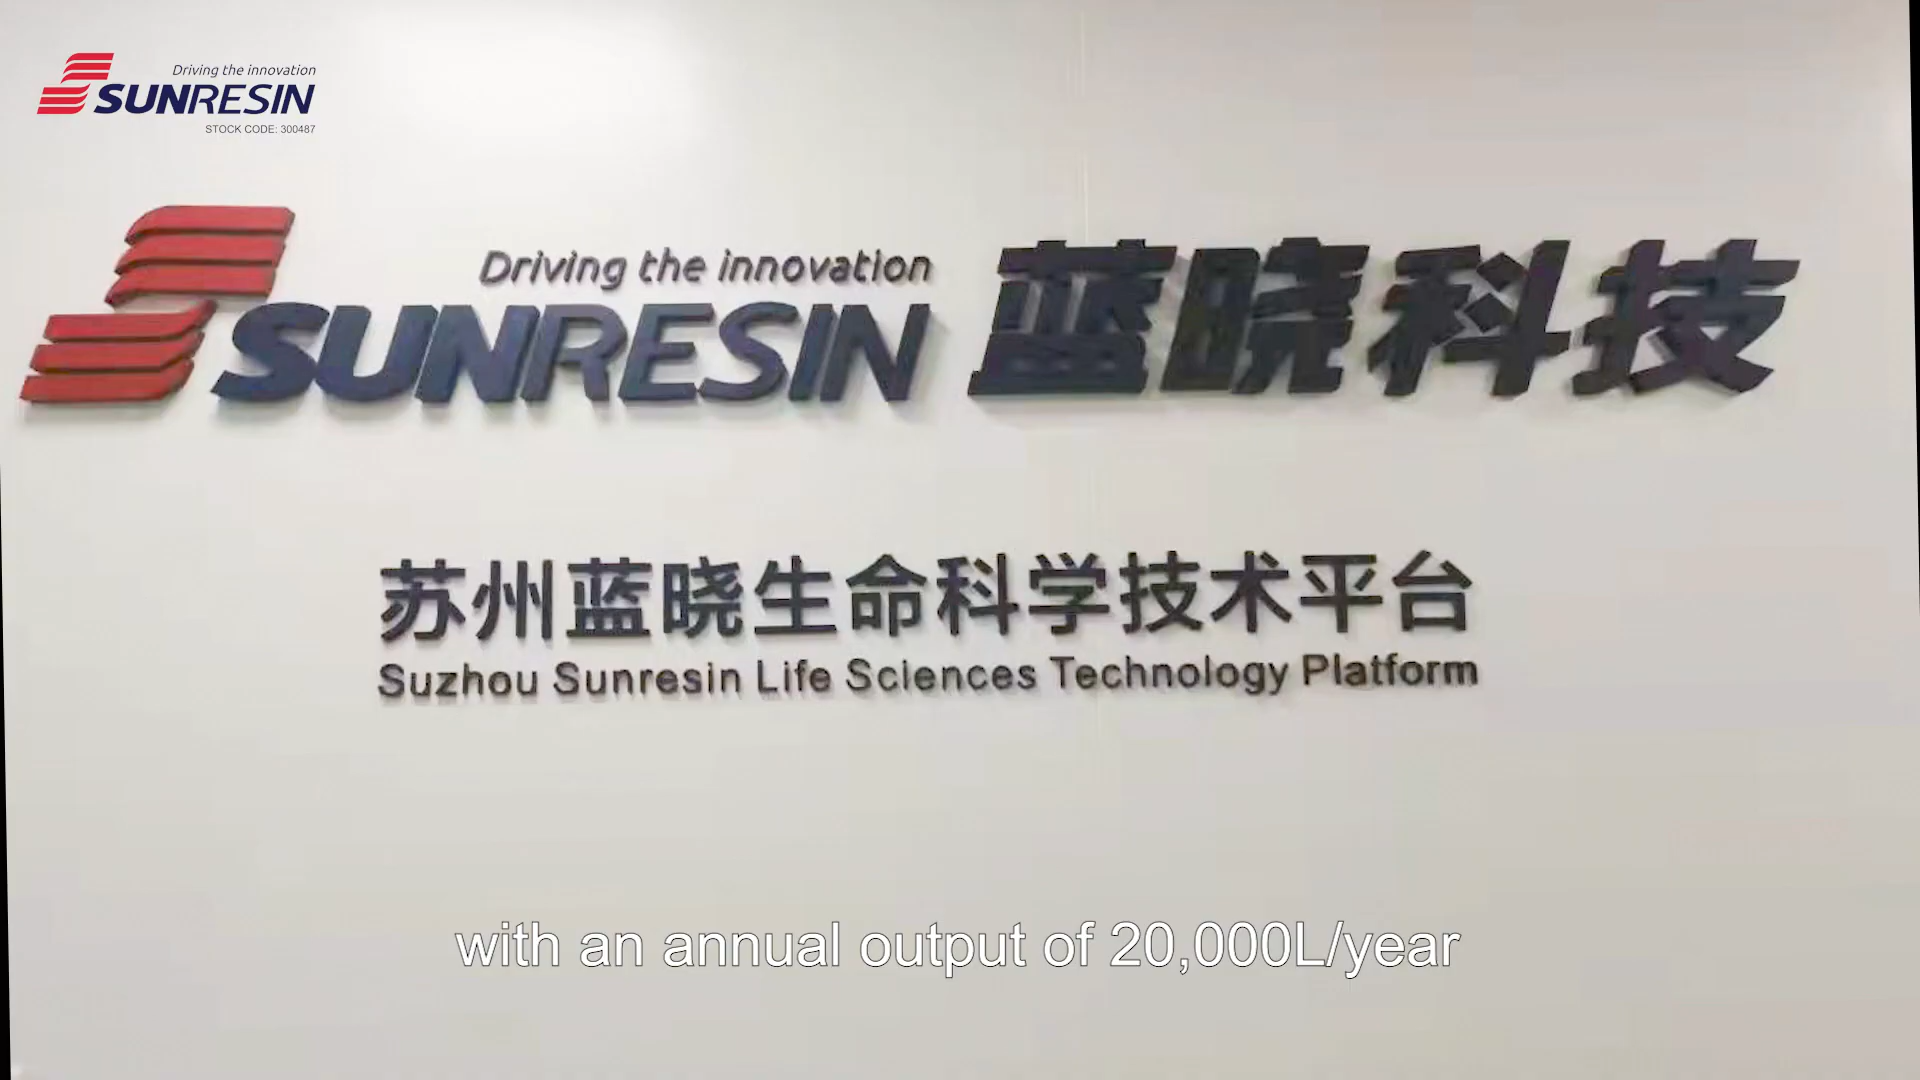 Driving the innovation
SUNRESIN
STOCK CODE: 300487
Driving the innovation
SUNRESIN 蓝晓科技
苏州蓝晓生命科学技术平台
Suzhou Sunresin Life Sciences Technology Platform
with an annual output of 20,000L/year